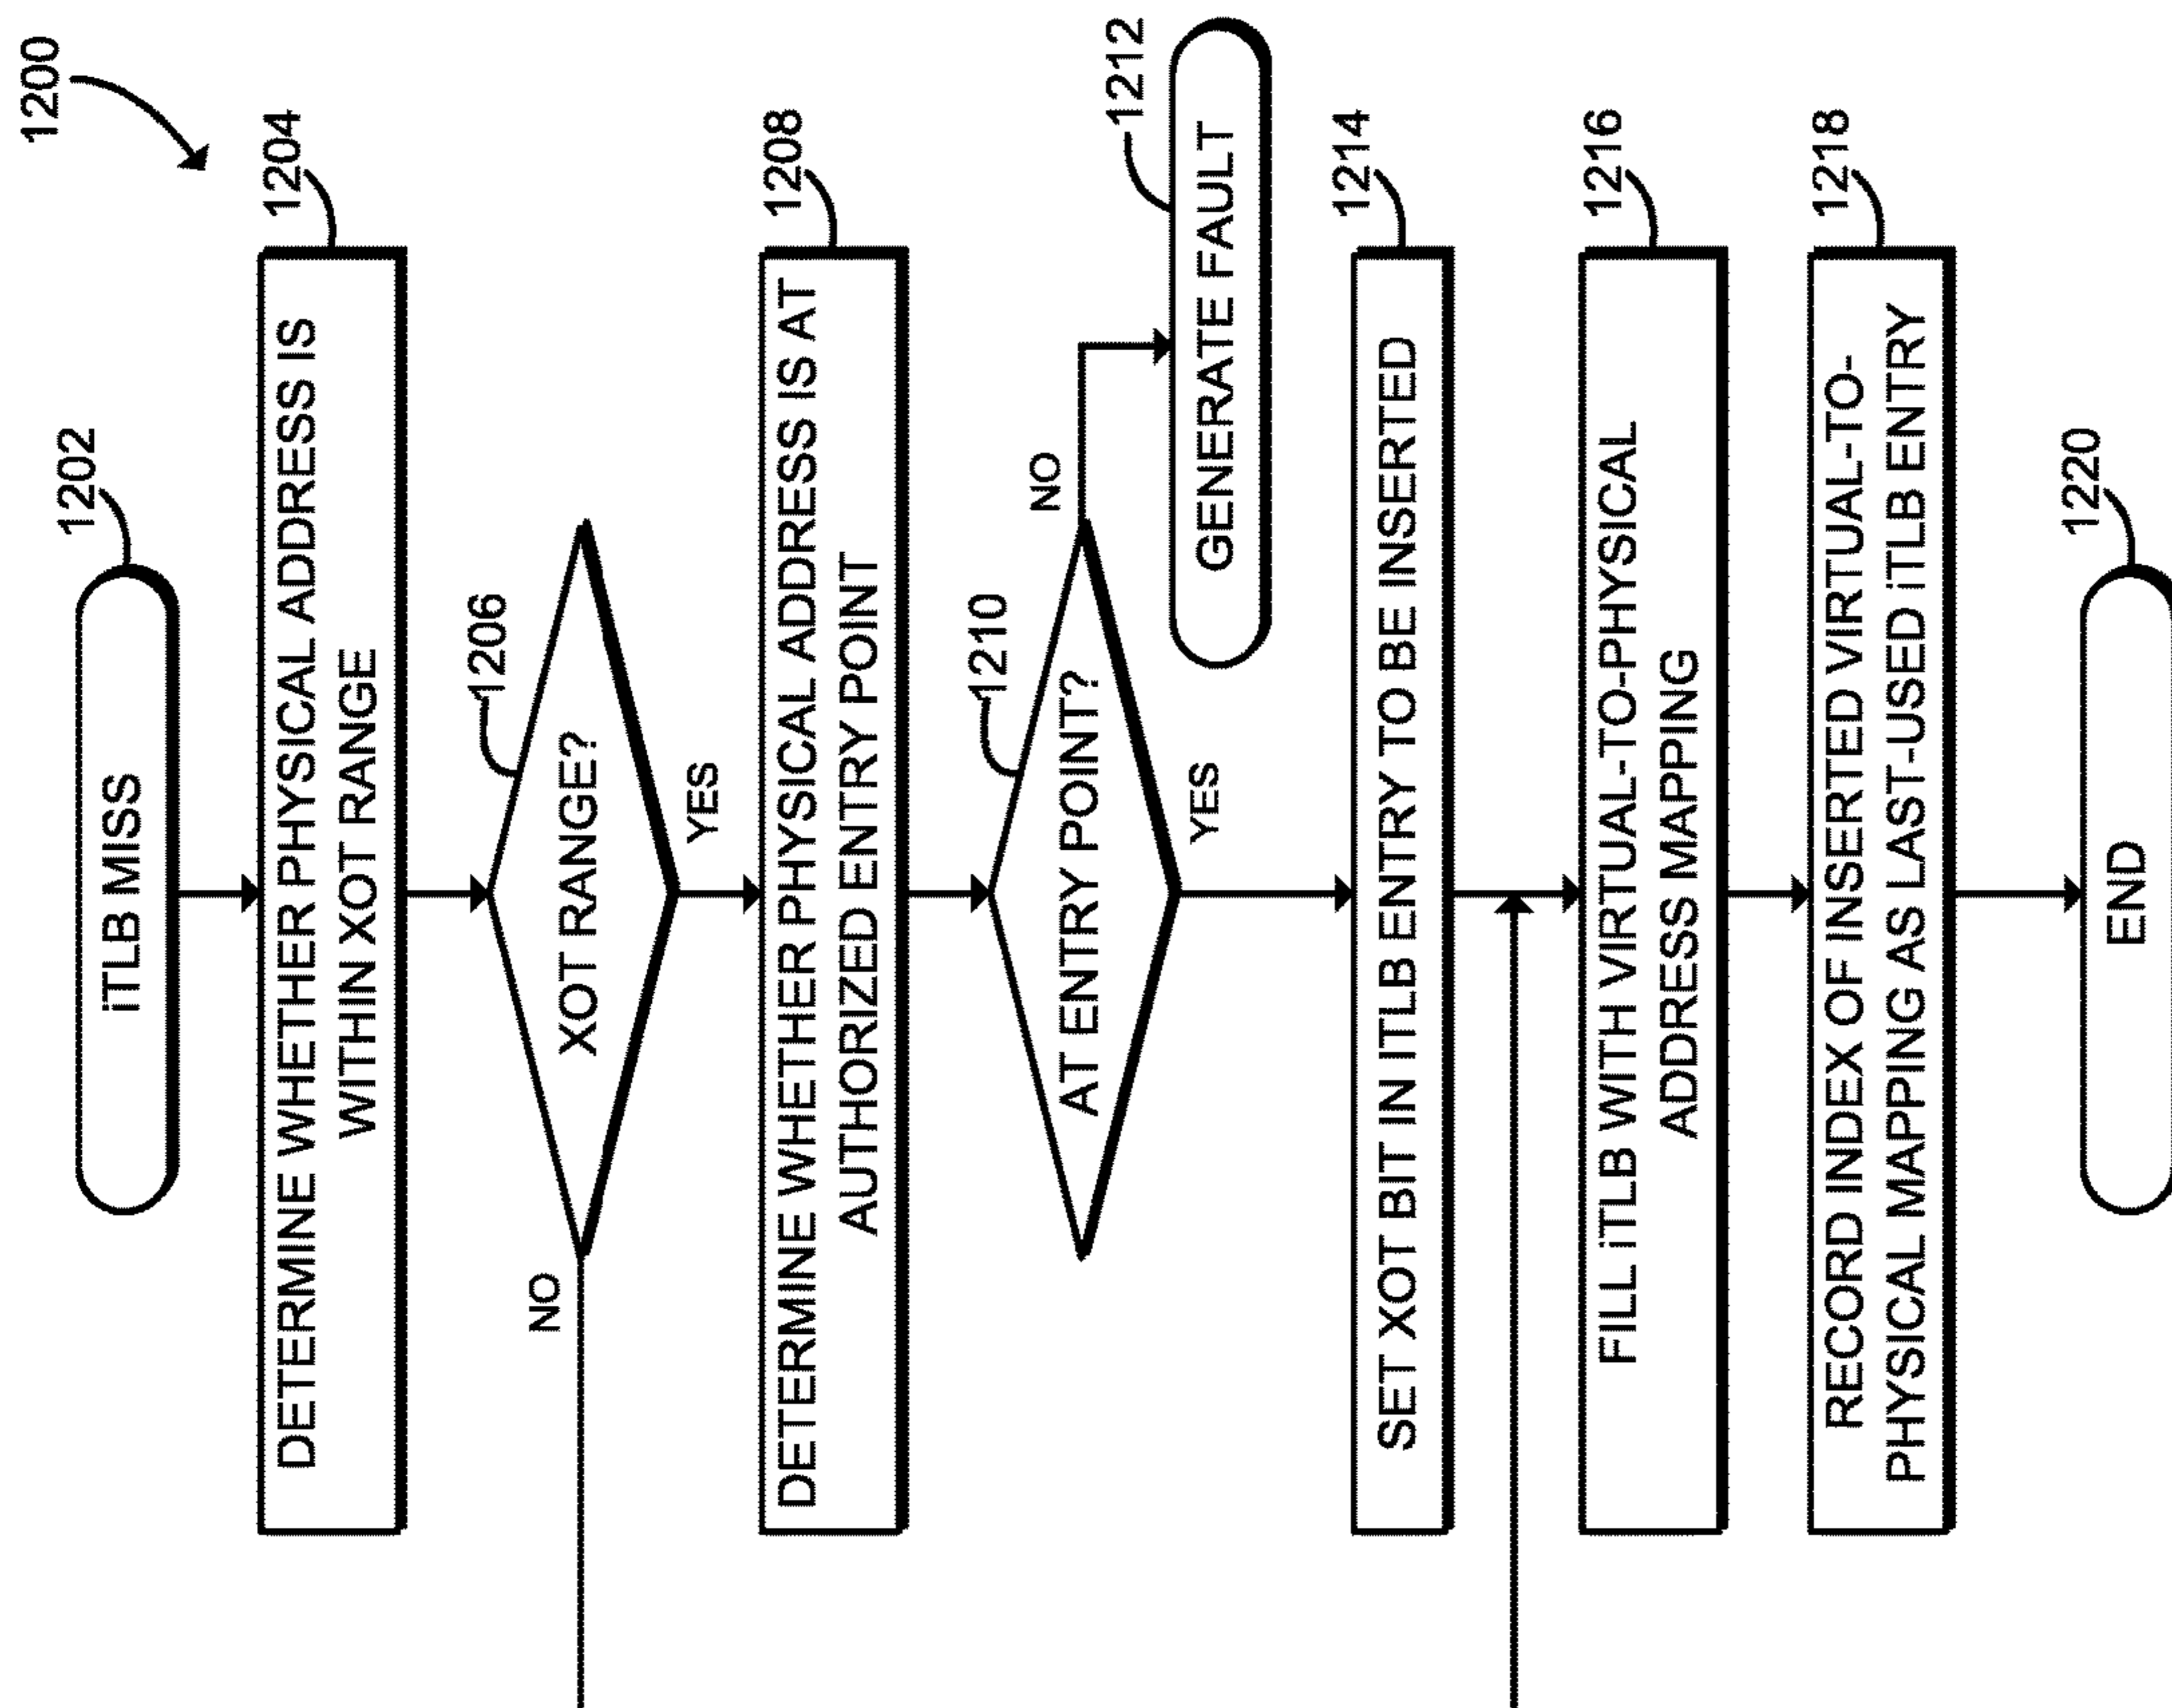 1200
1202
iTLB MISS
1204
DETERMINE WHETHER PHYSICAL ADDRESS IS
WITHIN XOT RANGE
1206
XOT RANGE?
NO
YES
1208
DETERMINE WHETHER PHYSICAL ADDRESS IS AT
AUTHORIZED ENTRY POINT
1210
AT ENTRY POINT?
NO
1212
GENERATE FAULT
YES
1214
SET XOT BIT IN ITLB ENTRY TO BE INSERTED
1216
FILL iTLB WITH VIRTUAL-TO-PHYSICAL
ADDRESS MAPPING
1218
RECORD INDEX OF INSERTED VIRTUAL-TO-
PHYSICAL MAPPING AS LAST-USED iTLB ENTRY
1220
END